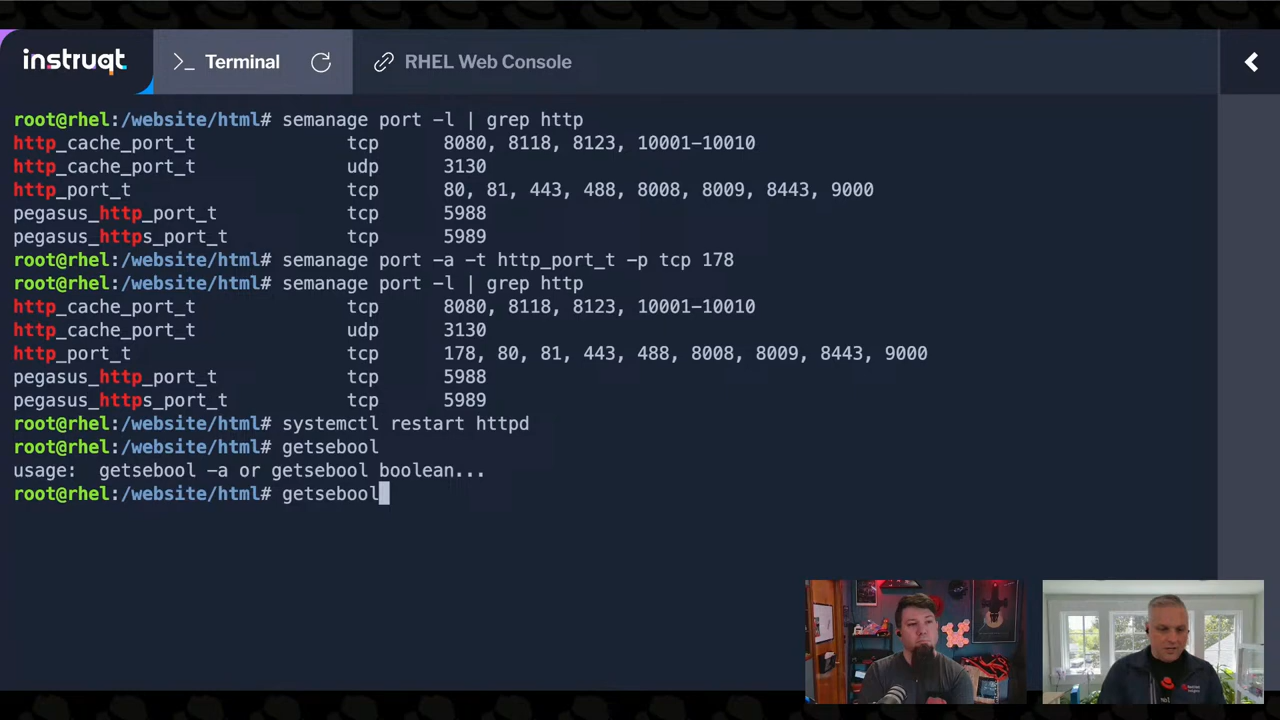 instruqt
>_ Terminal
RHEL Web Console
root@rhel:/website/html# semanage port -l | grep http
http_cache_port_t tcp 8080, 8118, 8123, 10001-10010
http_cache_port_t udp 3130
http_port_t tcp 80, 81, 443, 488, 8008, 8009, 8443, 9000
pegasus_http_port_t tcp 5988
pegasus_https_port_t tcp 5989
root@rhel:/website/html# semanage port -a -t http_port_t -p tcp 178
root@rhel:/website/html# semanage port -l | grep http
http_cache_port_t tcp 8080, 8118, 8123, 10001-10010
http_cache_port_t udp 3130
http_port_t tcp 178, 80, 81, 443, 488, 8008, 8009, 8443, 9000
pegasus_http_port_t tcp 5988
pegasus_https_port_t tcp 5989
root@rhel:/website/html# systemctl restart httpd
root@rhel:/website/html# getsebool
usage:  getsebool -a or getsebool boolean...
root@rhel:/website/html# getsebool